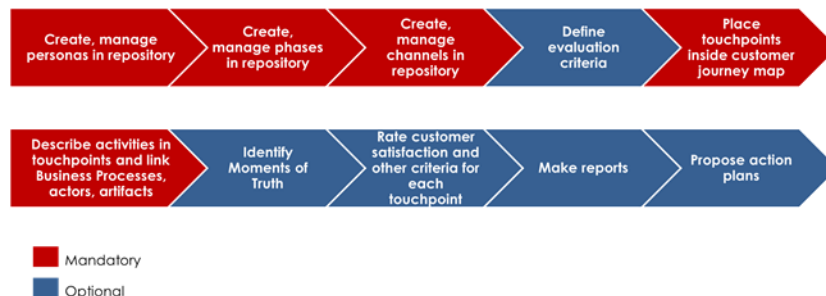 Create, manage
personas in repository
Create,
manage phases
in repository
Create,
manage
channels in
repository
Define
evaluation
criteria
Place
touchpoints
inside customer
journey map
Describe activities in
touchpoints and link
Business Processes,
actors, artifacts
Identify
Moments of
Truth
Rate customer
satisfaction and
other criteria for
each
touchpoint
Make reports
Propose action
plans
Mandatory
Optional